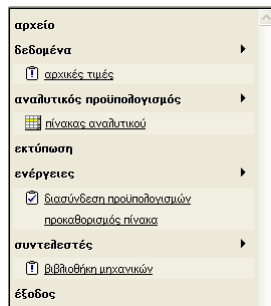 αρχείο
δεδομένα
αρχικές τιμές
αναλυτικός προϋπολογισμός
πίνακας αναλυτικού
εκτύπωση
ενέργειες
διασύνδεση προϋπολογισμών
προκαθορισμός πίνακα
συντελεστές
βιβλιοθήκη μηχανικών
έξοδος